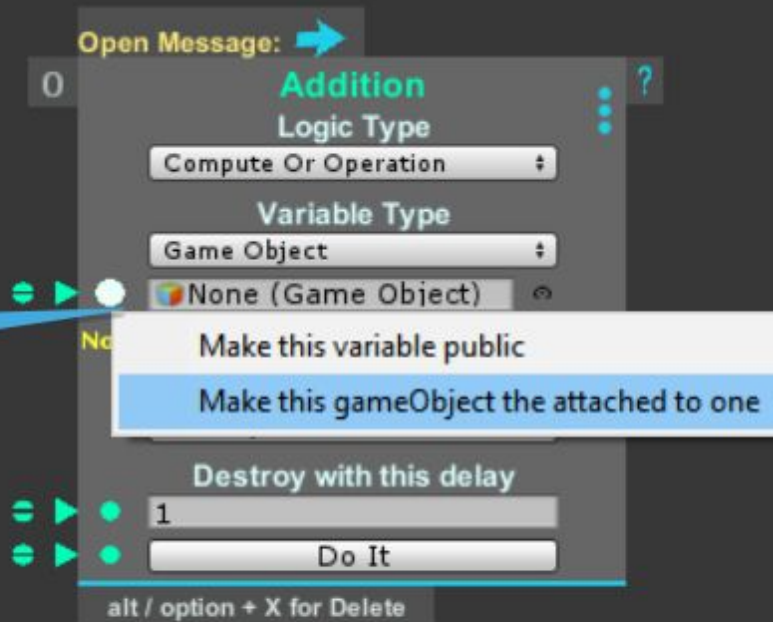 Open Message:
0
Addition
?
Logic Type
Compute Or Operation
Variable Type
Game Object
None (Game Object)
No
Make this variable public
Make this gameObject the attached to one
Destroy with this delay
1
Do It
alt / option + X for Delete